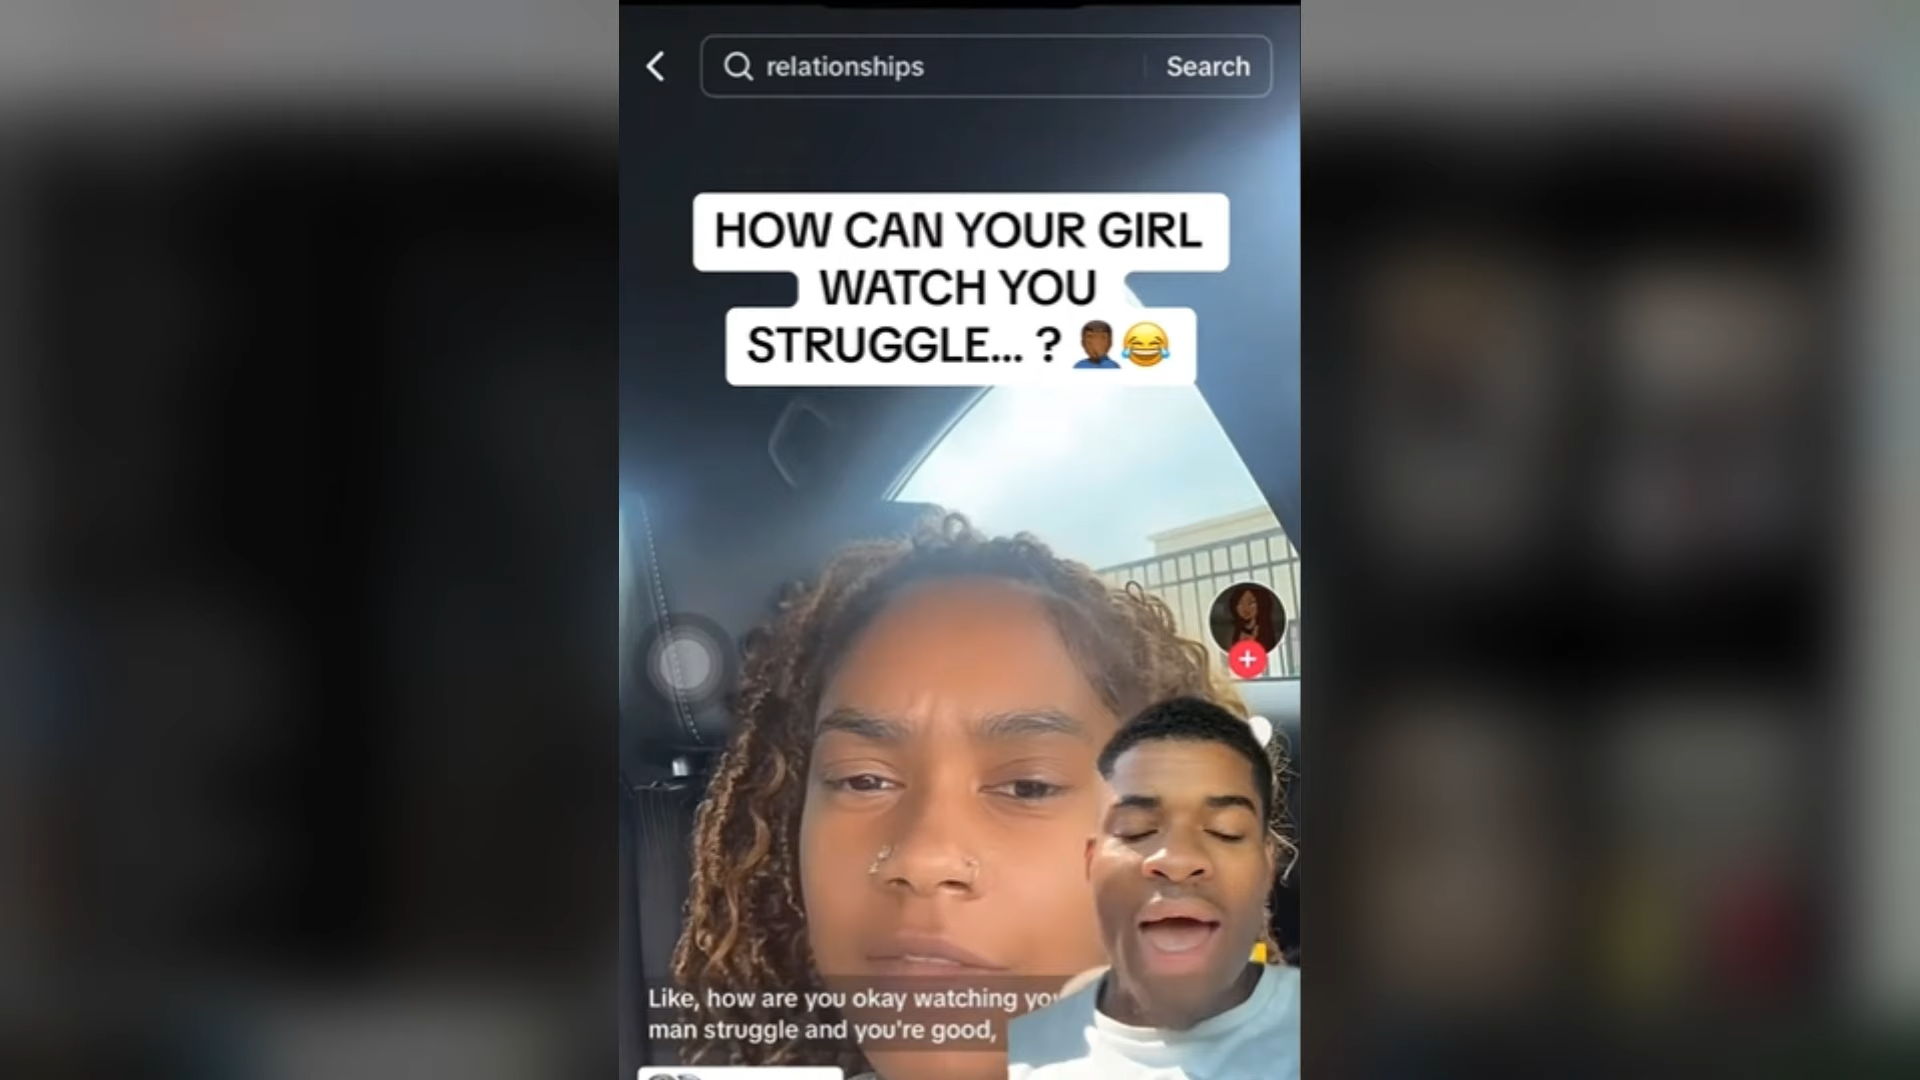 relationships
Search
HOW CAN YOUR GIRL
WATCH YOU
STRUGGLE... ? 🤦🏾‍♂️😂
Like, how are you okay watching
man struggle and you're good,